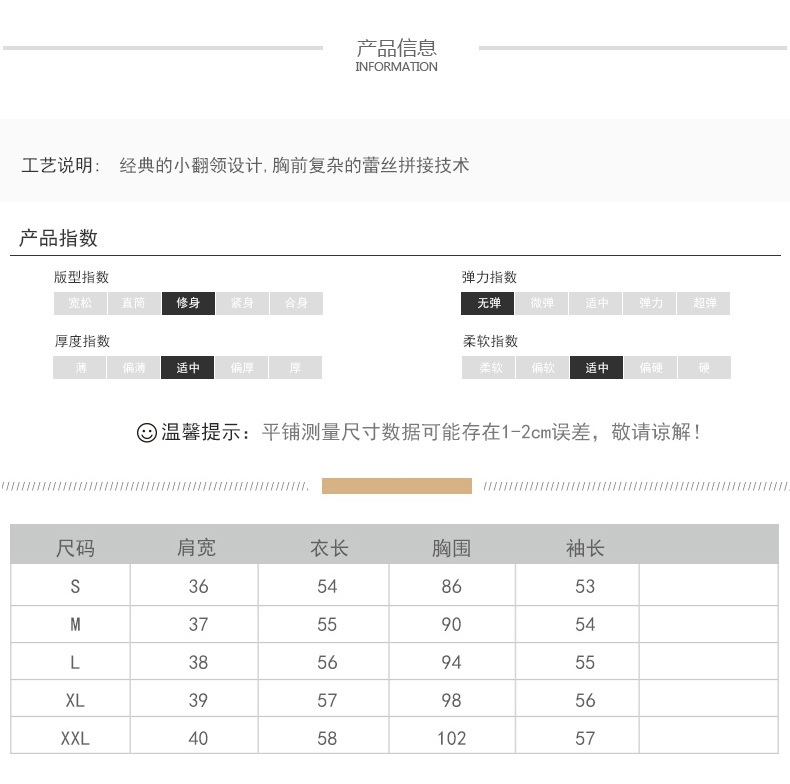 产品信息
INFORMATION
工艺说明: 经典的小翻领设计,胸前复杂的蕾丝拼接技术
产品指数
版型指数
宽松 直筒 修身 紧身 合身
弹力指数
无弹 微弹 适中 弹力 超弹
厚度指数
薄 偏薄 适中 偏厚 厚
柔软指数
柔软 偏软 适中 偏硬 硬
温馨提示: 平铺测量尺寸数据可能存在1-2cm误差, 敬请谅解!
尺码 肩宽 衣长 胸围 袖长
S 36 54 86 53
M 37 55 90 54
L 38 56 94 55
XL 39 57 98 56
XXL 40 58 102 57